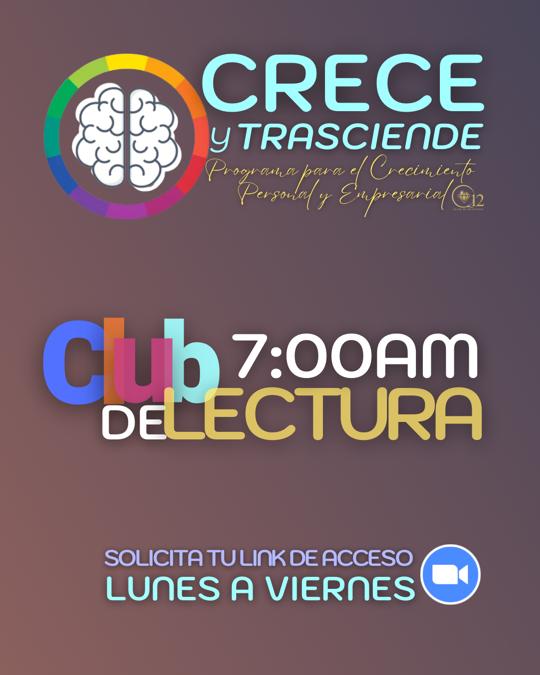 CRECE
y TRASCIENDE
Programa para el Crecimiento
Personal y Empresarial
Club 7:00AM
DE LECTURA
SOLICITA TU LINK DE ACCESO
LUNES A VIERNES